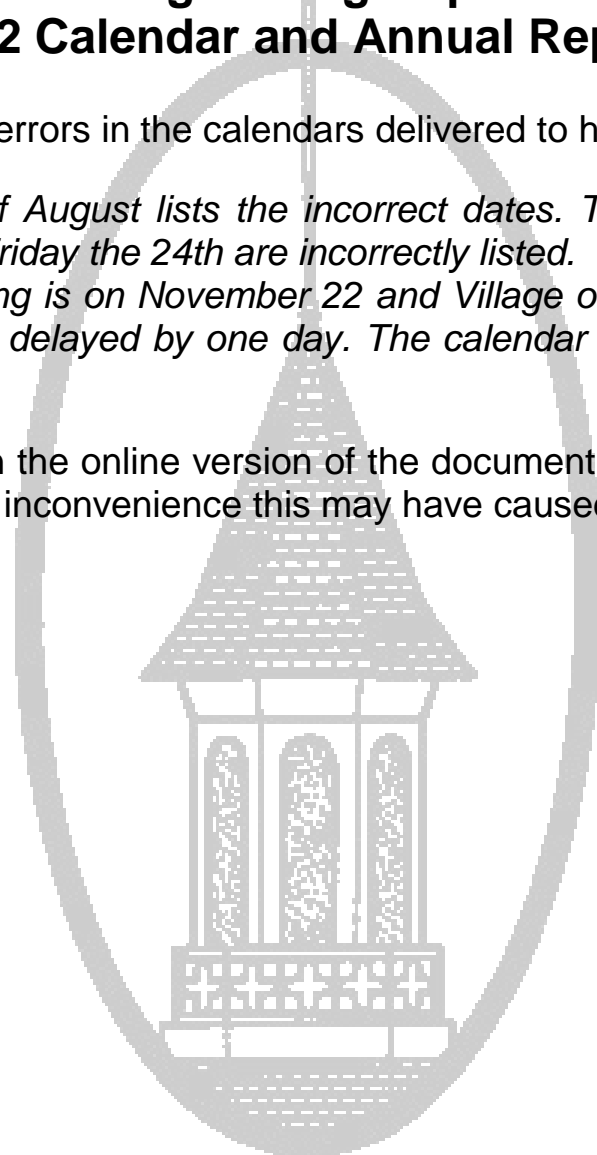 2 Calendar and Annual Rep
errors in the calendars delivered to h
f August lists the incorrect dates. T
riday the 24th are incorrectly listed.
ng is on November 22 and Village o
delayed by one day. The calendar
n the online version of the document
inconvenience this may have caused